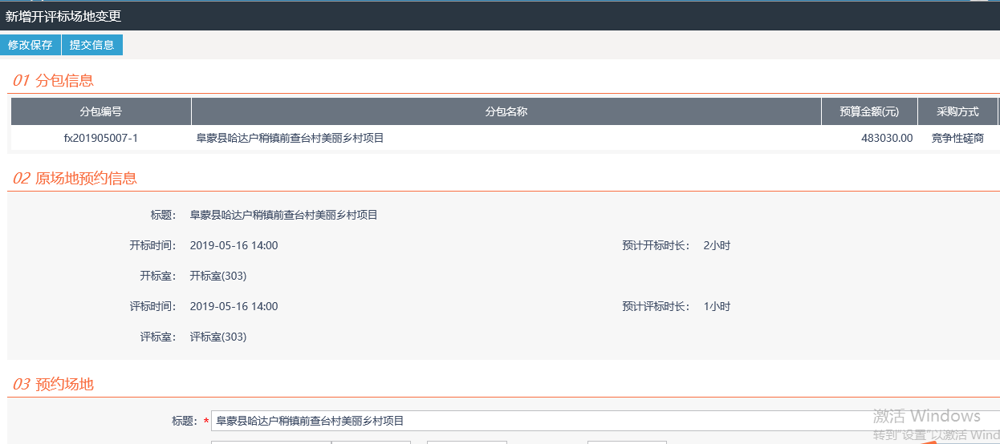 新增开评标场地变更
修改保存 提交信息
01 分包信息
分包编号 分包名称 预算金额(元) 采购方式
fx201905007-1 阜蒙县哈达户稍镇前查台村美丽乡村项目 483030.00 竞争性磋商
02 原场地预约信息
标题： 阜蒙县哈达户稍镇前查台村美丽乡村项目
开标时间： 2019-05-16 14:00 预计开标时长： 2小时
开标室： 开标室(303)
评标时间： 2019-05-16 14:00 预计评标时长： 1小时
评标室： 评标室(303)
03 预约场地
标题： * 阜蒙县哈达户稍镇前查台村美丽乡村项目
激活 Windows
转到"设置"以激活 Wind